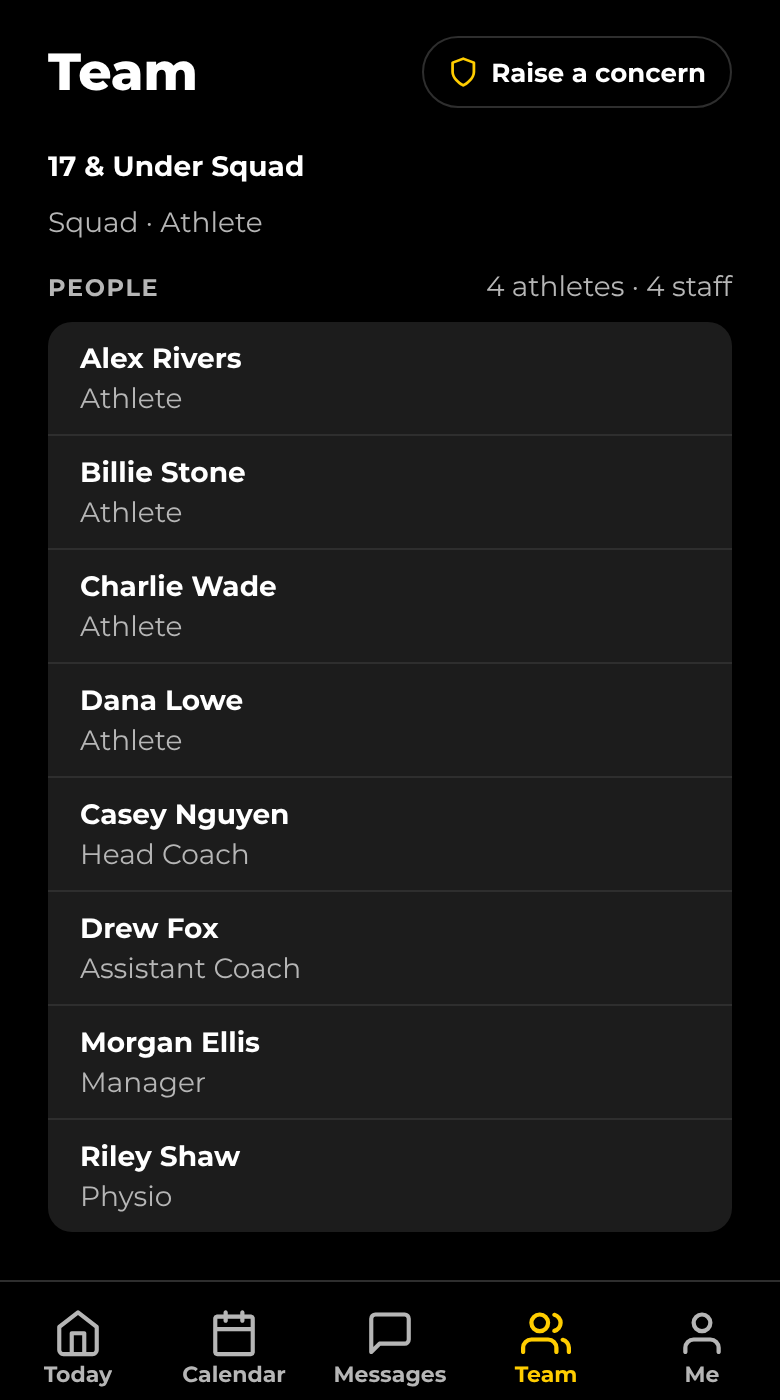 Team
Raise a concern
17 & Under Squad
Squad · Athlete
PEOPLE
4 athletes · 4 staff
Alex Rivers
Athlete
Billie Stone
Athlete
Charlie Wade
Athlete
Dana Lowe
Athlete
Casey Nguyen
Head Coach
Drew Fox
Assistant Coach
Morgan Ellis
Manager
Riley Shaw
Physio
Today
Calendar
Messages
Team
Me